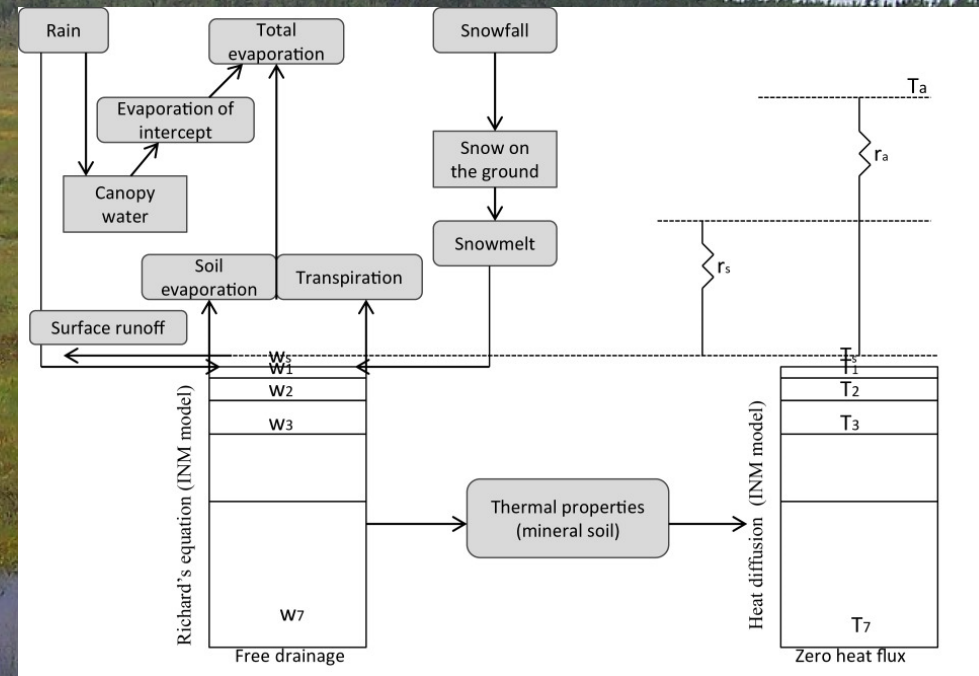 Rain
Total
evaporation
Snowfall
Ta
Evaporation of
intercept
Snow on
the ground
ra
Canopy
water
Snowmelt
rs
Soil
evaporation
Transpiration
Surface runoff
ws
w1
w2
w3
w7
Free drainage
Richard's equation (INM model)
Thermal properties
(mineral soil)
Heat diffusion (INM model)
Ts
T1
T2
T3
T7
Zero heat flux